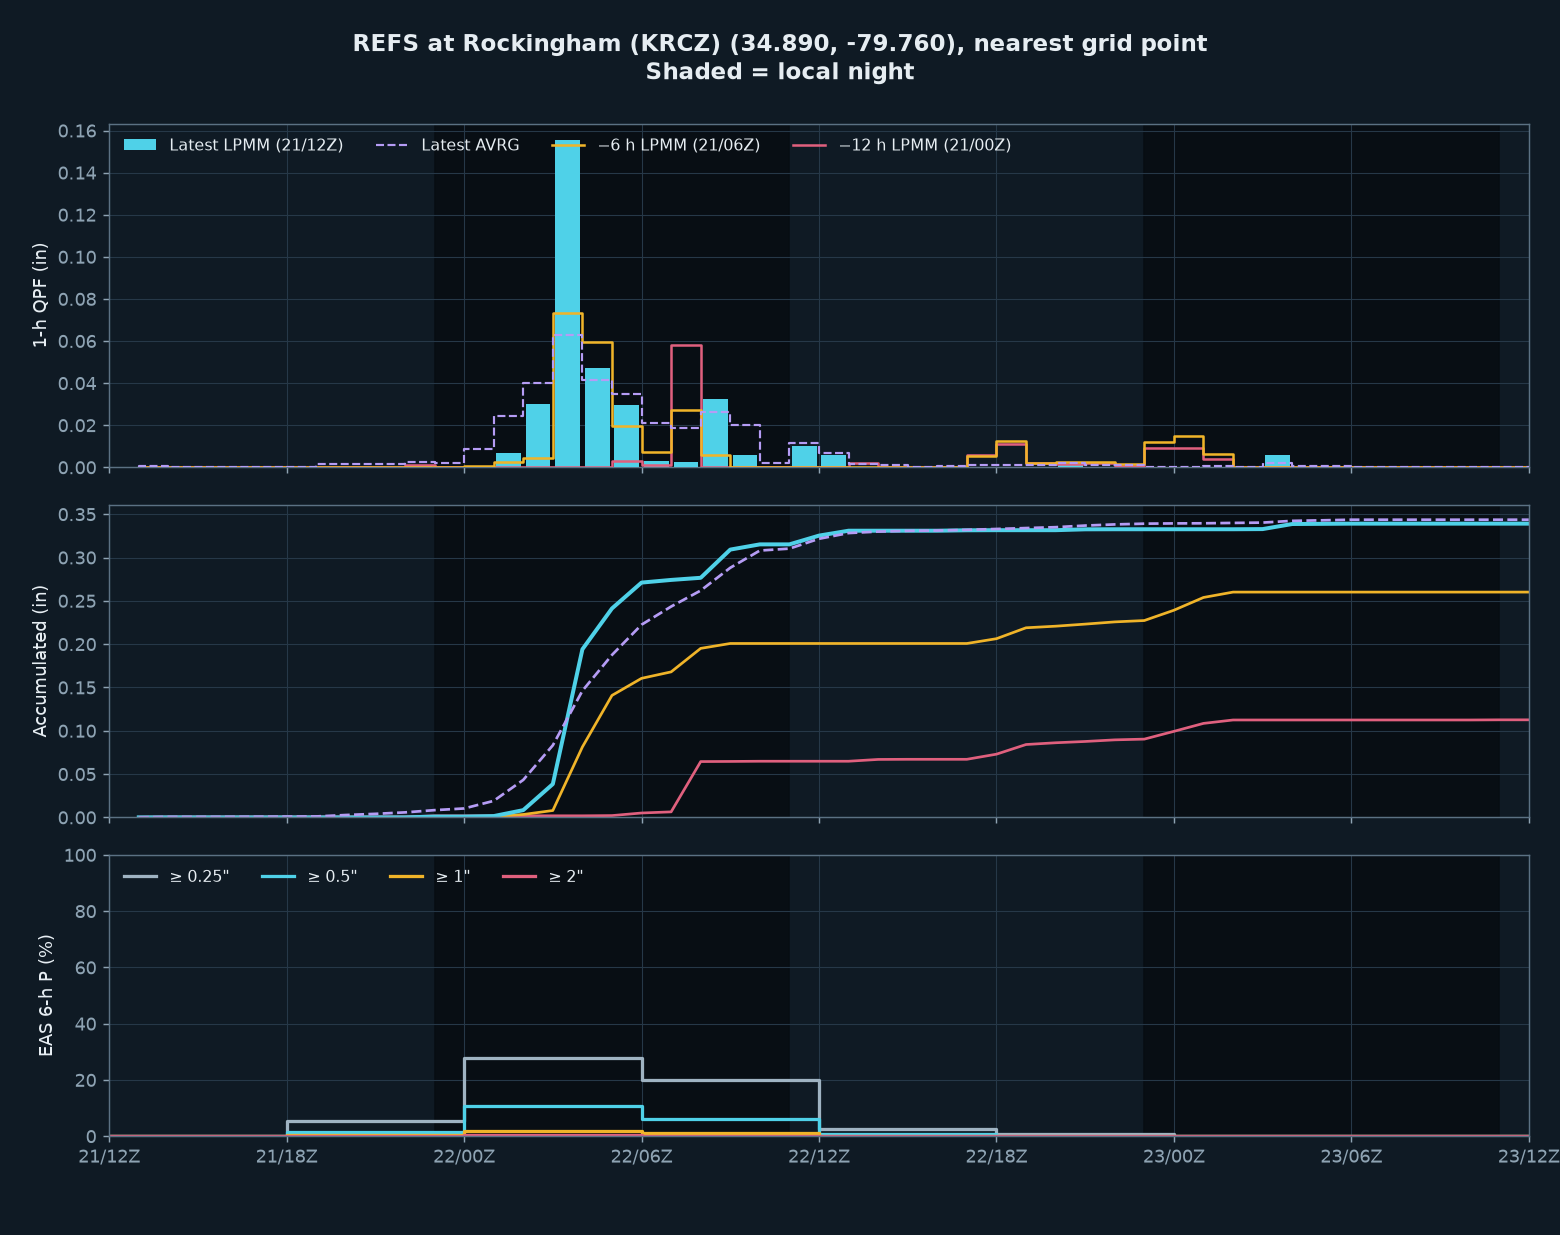 REFS at Rockingham (KRCZ) (34.890, -79.760), nearest grid point
Shaded = local night
Latest LPMM (21/12Z) Latest AVRG −6 h LPMM (21/06Z) −12 h LPMM (21/00Z)
1-h QPF (in)
0.16
0.14
0.12
0.10
0.08
0.06
0.04
0.02
0.00
Accumulated (in)
0.35
0.30
0.25
0.20
0.15
0.10
0.05
0.00
≥ 0.25" ≥ 0.5" ≥ 1" ≥ 2"
EAS 6-h P (%)
100
80
60
40
20
0
21/12Z 21/18Z 22/00Z 22/06Z 22/12Z 22/18Z 23/00Z 23/06Z 23/12Z